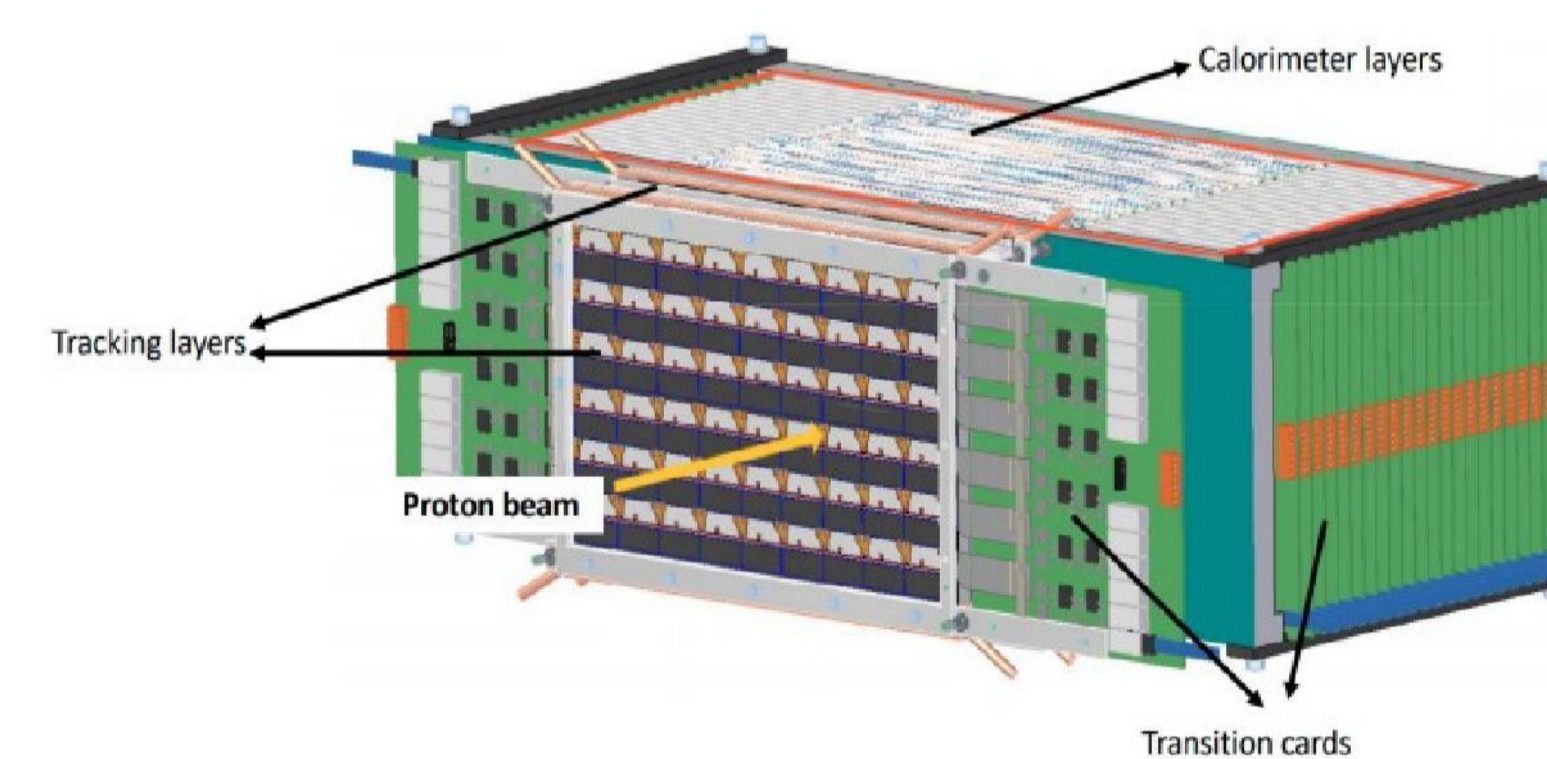 Calorimeter layers
Tracking layers
Proton beam
Transition cards